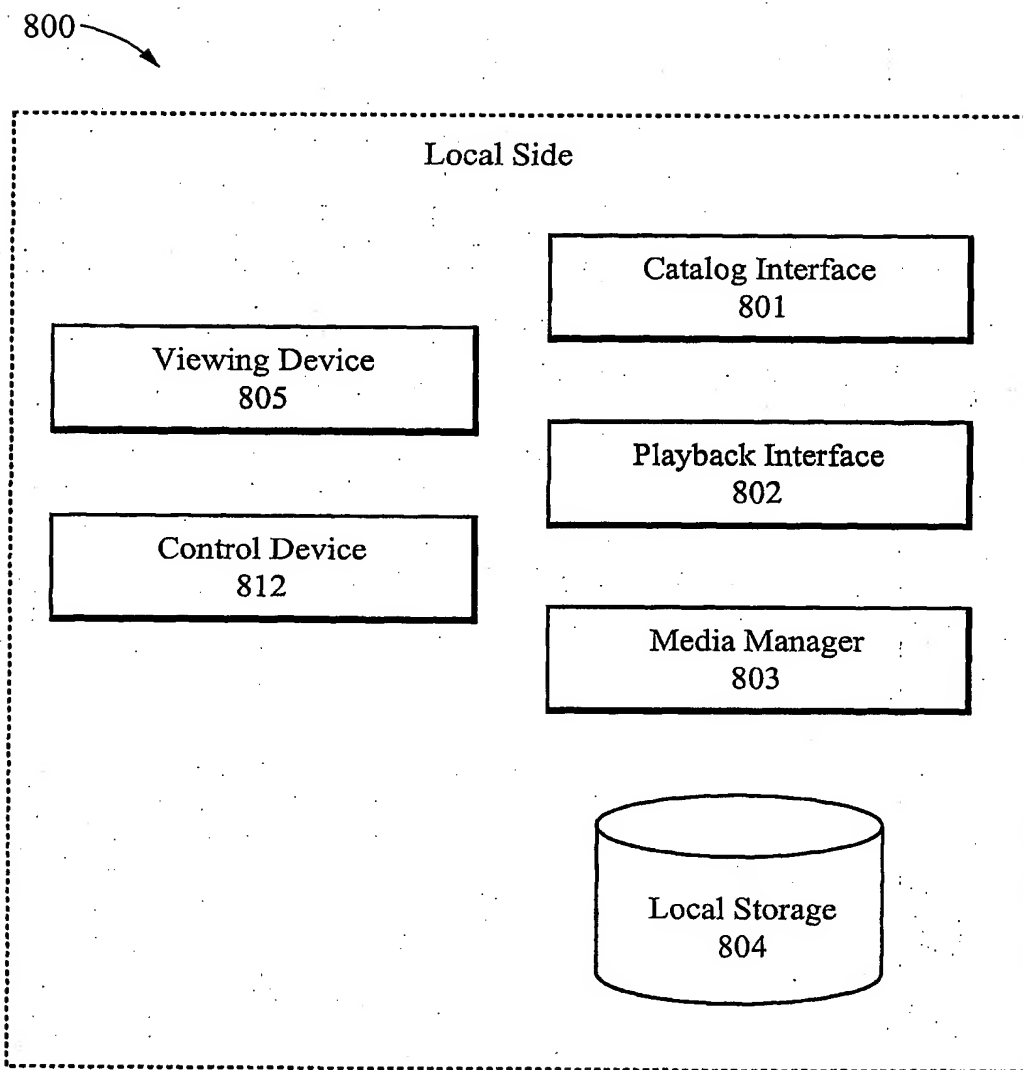 800
Local Side
Catalog Interface
801
Viewing Device
805
Playback Interface
802
Control Device
812
Media Manager
803
Local Storage
804